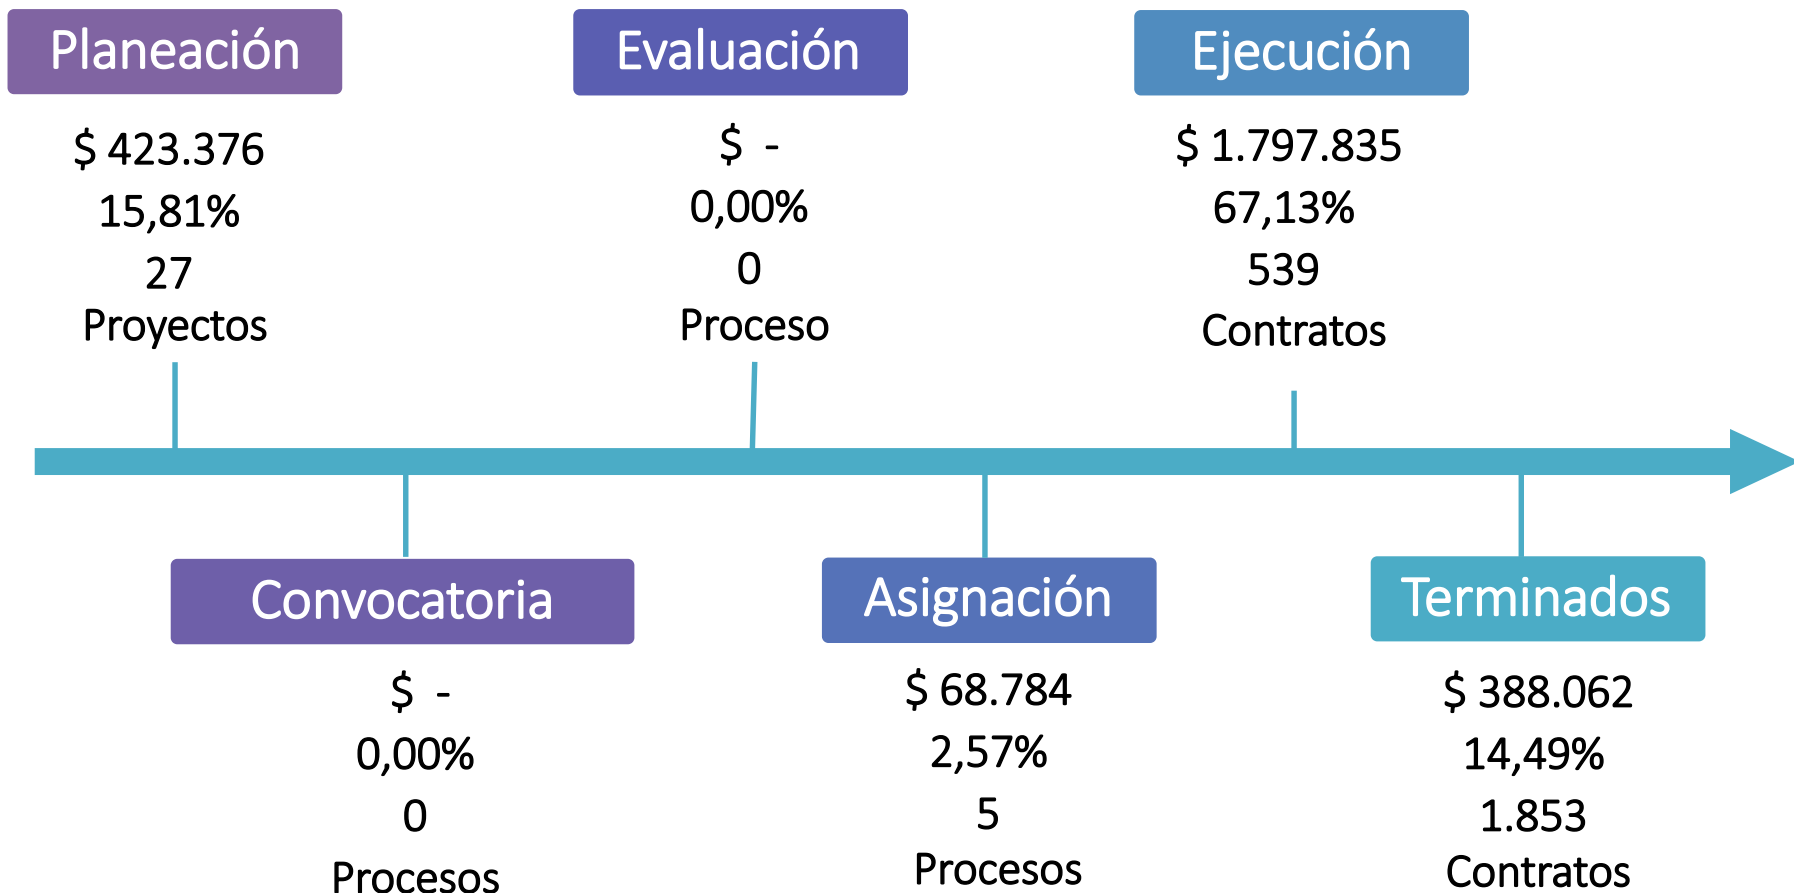 Planeación
$ 423.376
15,81%
27
Proyectos
Evaluación
$ -
0,00%
0
Proceso
Ejecución
$ 1.797.835
67,13%
539
Contratos
Convocatoria
$ -
0,00%
0
Procesos
Asignación
$ 68.784
2,57%
5
Procesos
Terminados
$ 388.062
14,49%
1.853
Contratos